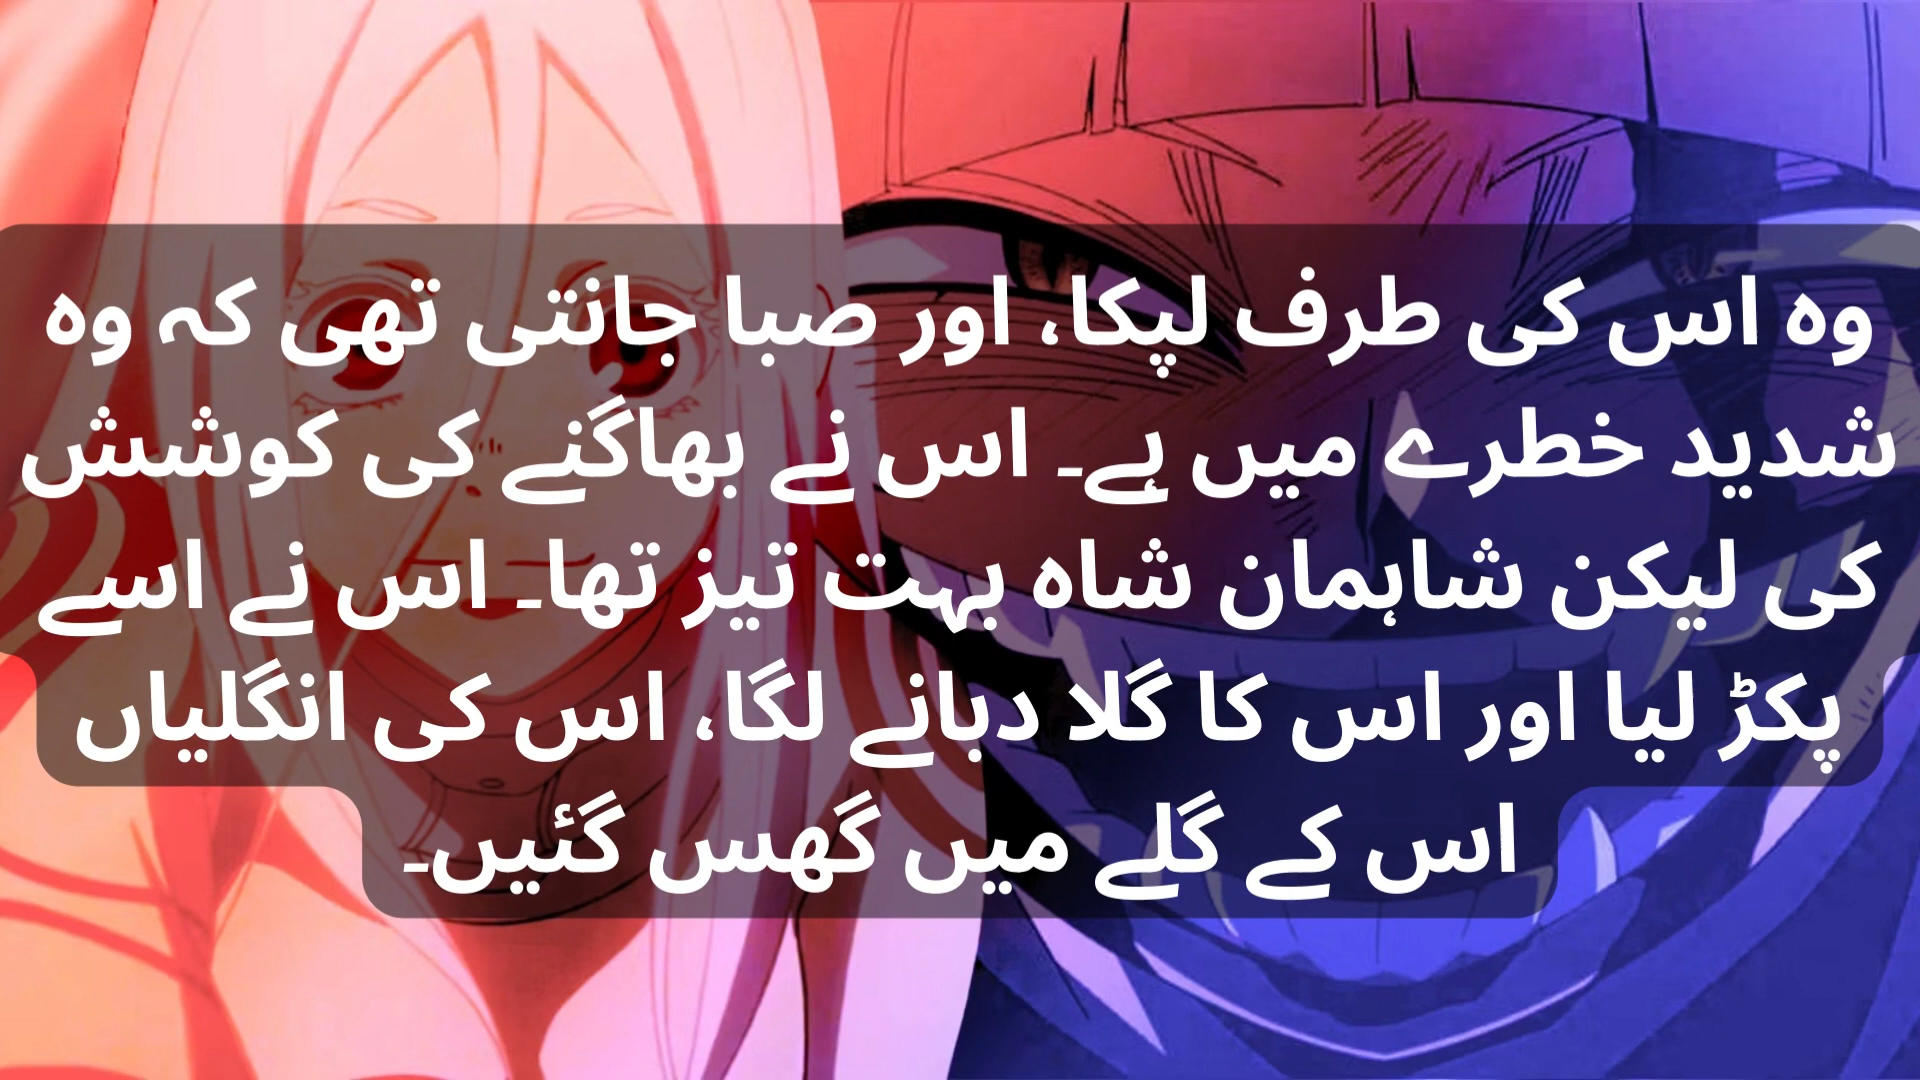 وہ اس کی طرف لپکا، اور صبا جانتی تھی کہ وہ
شدید خطرے میں ہے۔ اس نے بھاگنے کی کوشش
کی لیکن شاہمان شاہ بہت تیز تھا۔ اس نے اسے
پکڑ لیا اور اس کا گلا دبانے لگا، اس کی انگلیاں
اس کے گلے میں گھس گئیں۔